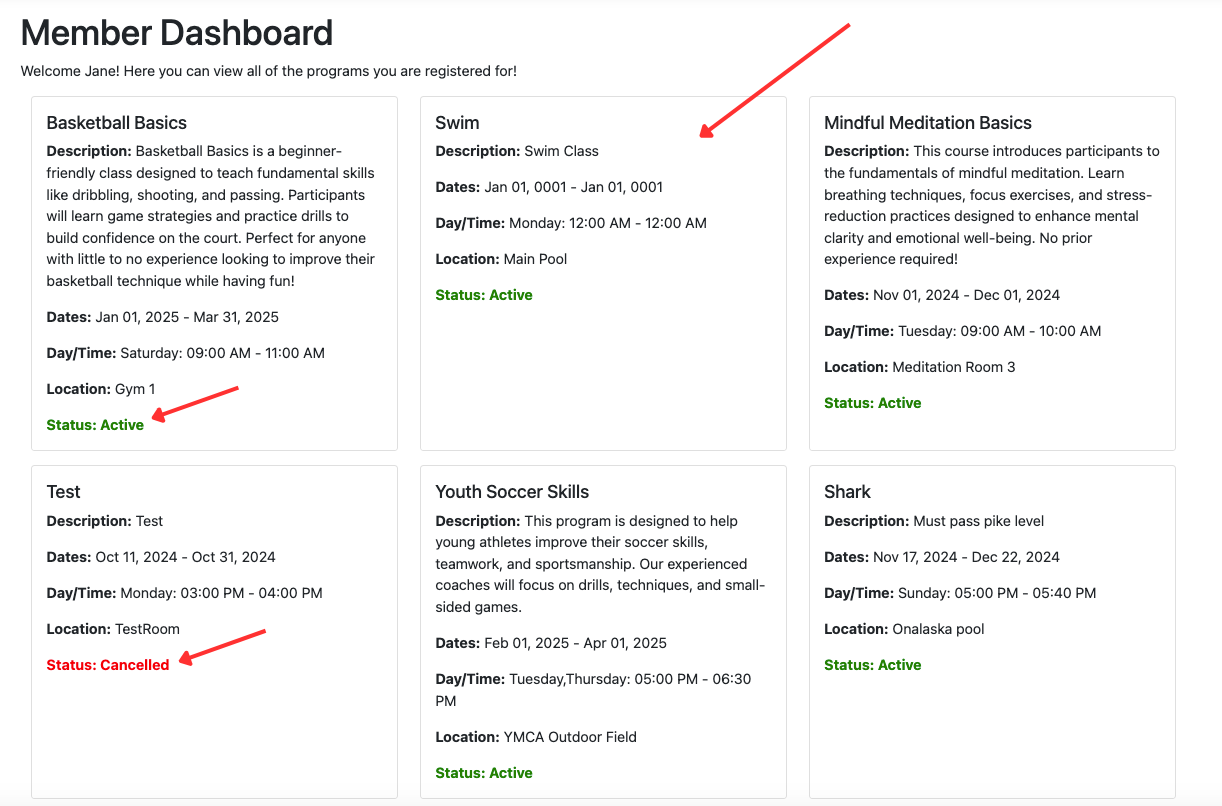 Member Dashboard
Welcome Jane! Here you can view all of the programs you are registered for!
Basketball Basics
Description: Basketball Basics is a beginner-
friendly class designed to teach fundamental skills
like dribbling, shooting, and passing. Participants
will learn game strategies and practice drills to
build confidence on the court. Perfect for anyone
with little to no experience looking to improve their
basketball technique while having fun!
Dates: Jan 01, 2025 - Mar 31, 2025
Day/Time: Saturday: 09:00 AM - 11:00 AM
Location: Gym 1
Status: Active
Swim
Description: Swim Class
Dates: Jan 01, 0001 - Jan 01, 0001
Day/Time: Monday: 12:00 AM - 12:00 AM
Location: Main Pool
Status: Active
Mindful Meditation Basics
Description: This course introduces participants to
the fundamentals of mindful meditation. Learn
breathing techniques, focus exercises, and stress-
reduction practices designed to enhance mental
clarity and emotional well-being. No prior
experience required!
Dates: Nov 01, 2024 - Dec 01, 2024
Day/Time: Tuesday: 09:00 AM - 10:00 AM
Location: Meditation Room 3
Status: Active
Test
Description: Test
Dates: Oct 11, 2024 - Oct 31, 2024
Day/Time: Monday: 03:00 PM - 04:00 PM
Location: TestRoom
Status: Cancelled
Youth Soccer Skills
Description: This program is designed to help
young athletes improve their soccer skills,
teamwork, and sportsmanship. Our experienced
coaches will focus on drills, techniques, and small-
sided games.
Dates: Feb 01, 2025 - Apr 01, 2025
Day/Time: Tuesday,Thursday: 05:00 PM - 06:30
PM
Location: YMCA Outdoor Field
Status: Active
Shark
Description: Must pass pike level
Dates: Nov 17, 2024 - Dec 22, 2024
Day/Time: Sunday: 05:00 PM - 05:40 PM
Location: Onalaska pool
Status: Active